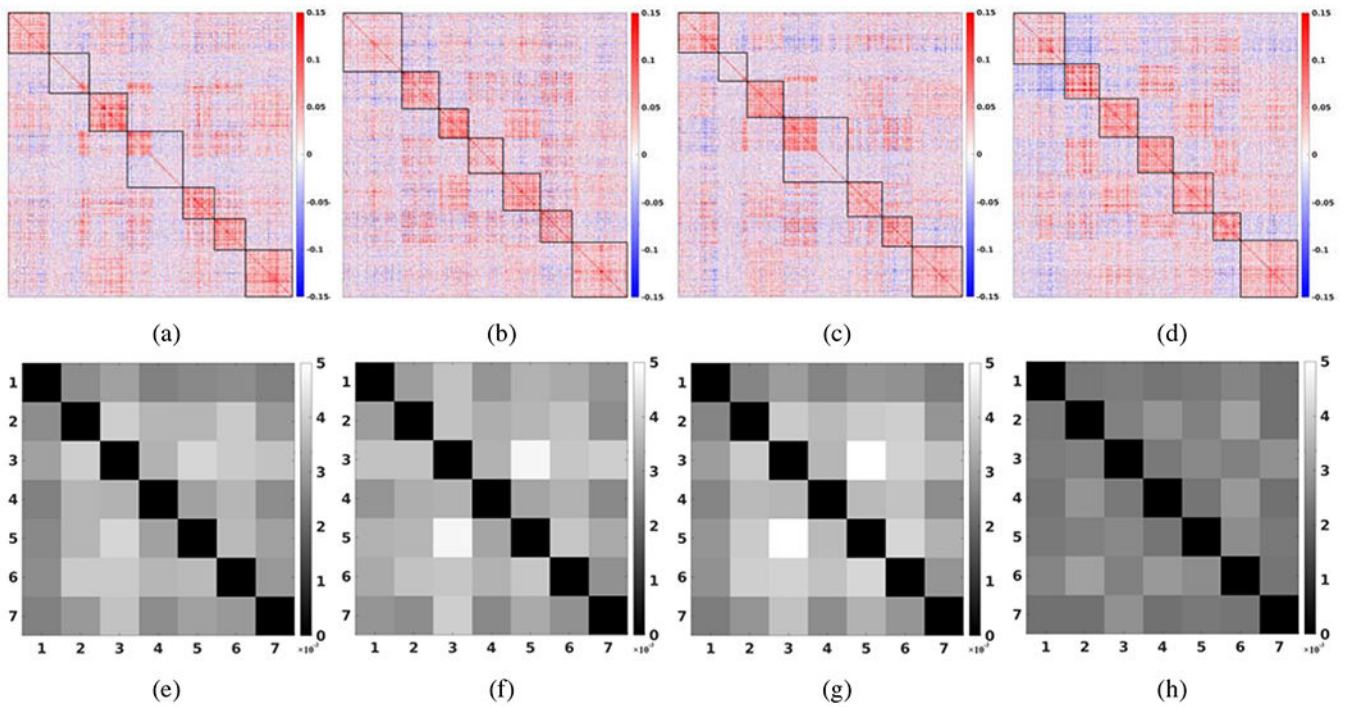 0.15 0.15 0.15 0.15
0.1 0.1 0.1 0.1
0.05 0.05 0.05 0.05
0 0 0 0
-0.05 -0.05 -0.05 -0.05
-0.1 -0.1 -0.1 -0.1
-0.15 -0.15 -0.15 -0.15
(a) (b) (c) (d)
5 5 5 5
1 1 1 1
4 4 4 4
2 2 2 2
3 3 3 3
3 3 3 3
4 4 4 4
2 2 2 2
5 5 5 5
6 1 6 1 6 1 6 1
7 7 7 7
0 0 0 0
1 2 3 4 5 6 7 1 2 3 4 5 6 7 1 2 3 4 5 6 7 1 2 3 4 5 6 7
(e) (f) (g) (h)